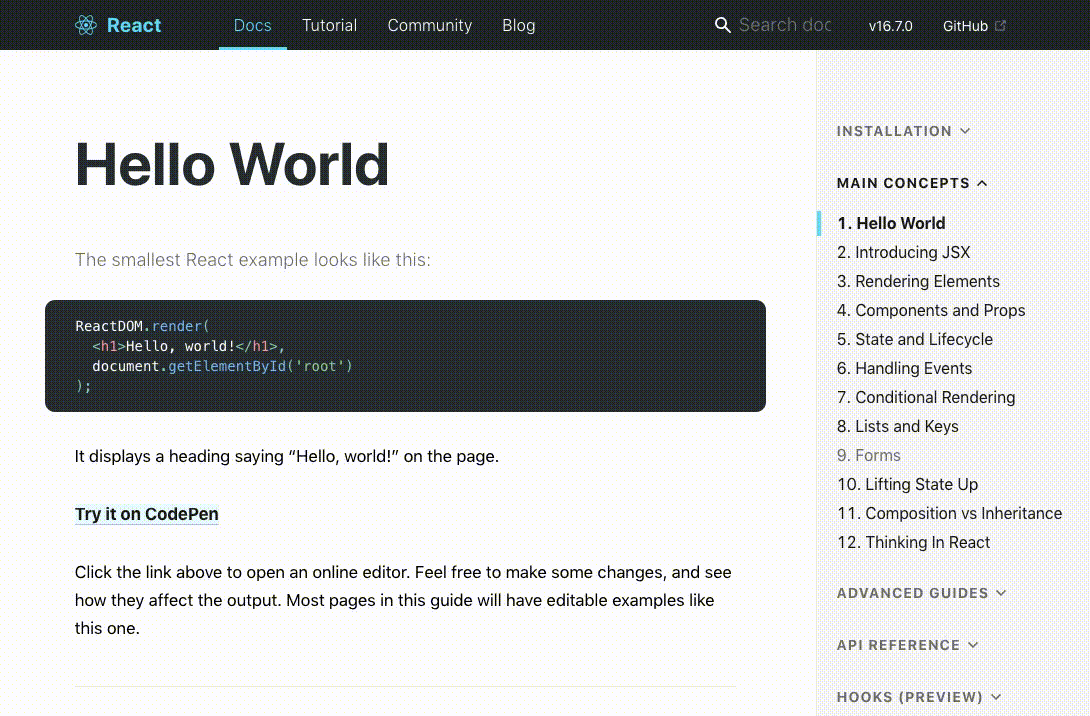 React
Docs
Tutorial
Community
Blog
Search doc
v16.7.0
GitHub
Hello World
The smallest React example looks like this:
ReactDOM.render(
<h1>Hello, world!</h1>,
document.getElementById('root')
);
It displays a heading saying “Hello, world!” on the page.
Try it on CodePen
Click the link above to open an online editor. Feel free to make some changes, and see
how they affect the output. Most pages in this guide will have editable examples like
this one.
INSTALLATION
MAIN CONCEPTS
1. Hello World
2. Introducing JSX
3. Rendering Elements
4. Components and Props
5. State and Lifecycle
6. Handling Events
7. Conditional Rendering
8. Lists and Keys
9. Forms
10. Lifting State Up
11. Composition vs Inheritance
12. Thinking In React
ADVANCED GUIDES
API REFERENCE
HOOKS (PREVIEW)